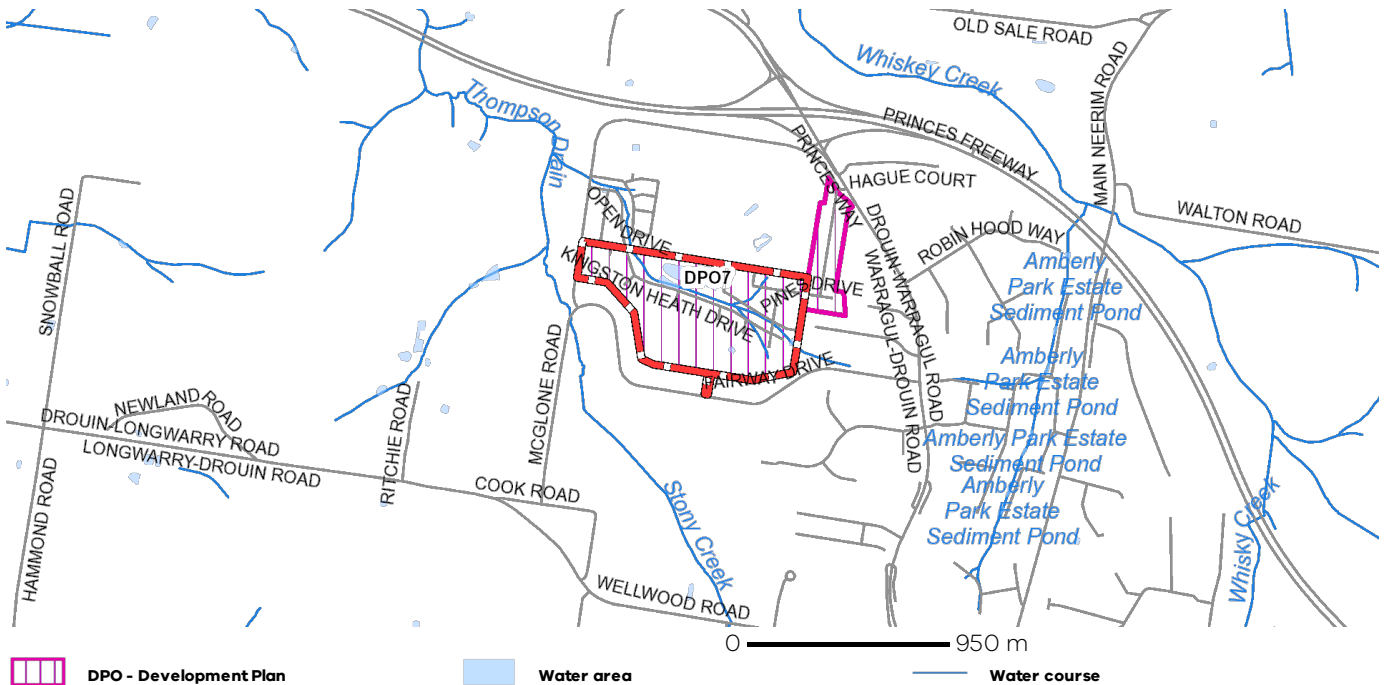 OLD SALE ROAD
Whiskey Creek
MAIN NEERIM ROAD
Thompson Drain
PRINCES FREEWAY
PRINCES WAY
HAGUE COURT
WALTON ROAD
SNOWBALL ROAD
OPEN DRIVE
DROUIN-WARRAGUL ROAD
ROBIN HOOD WAY
KINGSTON HEATH DRIVE
DPO7
PINES DRIVE
WARRAGUL-DROUIN ROAD
Amberly
Park Estate
Sediment Pond
MCGLONE ROAD
FAIRWAY DRIVE
Amberly
Park Estate
Sediment Pond
NEWLAND ROAD
DROUIN-LONGWARRY ROAD
LONGWARRY-DROUIN ROAD
RITCHIE ROAD
Amberly Park Estate
Sediment Pond
HAMMOND ROAD
COOK ROAD
Stony Creek
Amberly
Park Estate
Sediment Pond
Whisky Creek
WELLWOOD ROAD
0 950 m
DPO - Development Plan
Water area
Water course